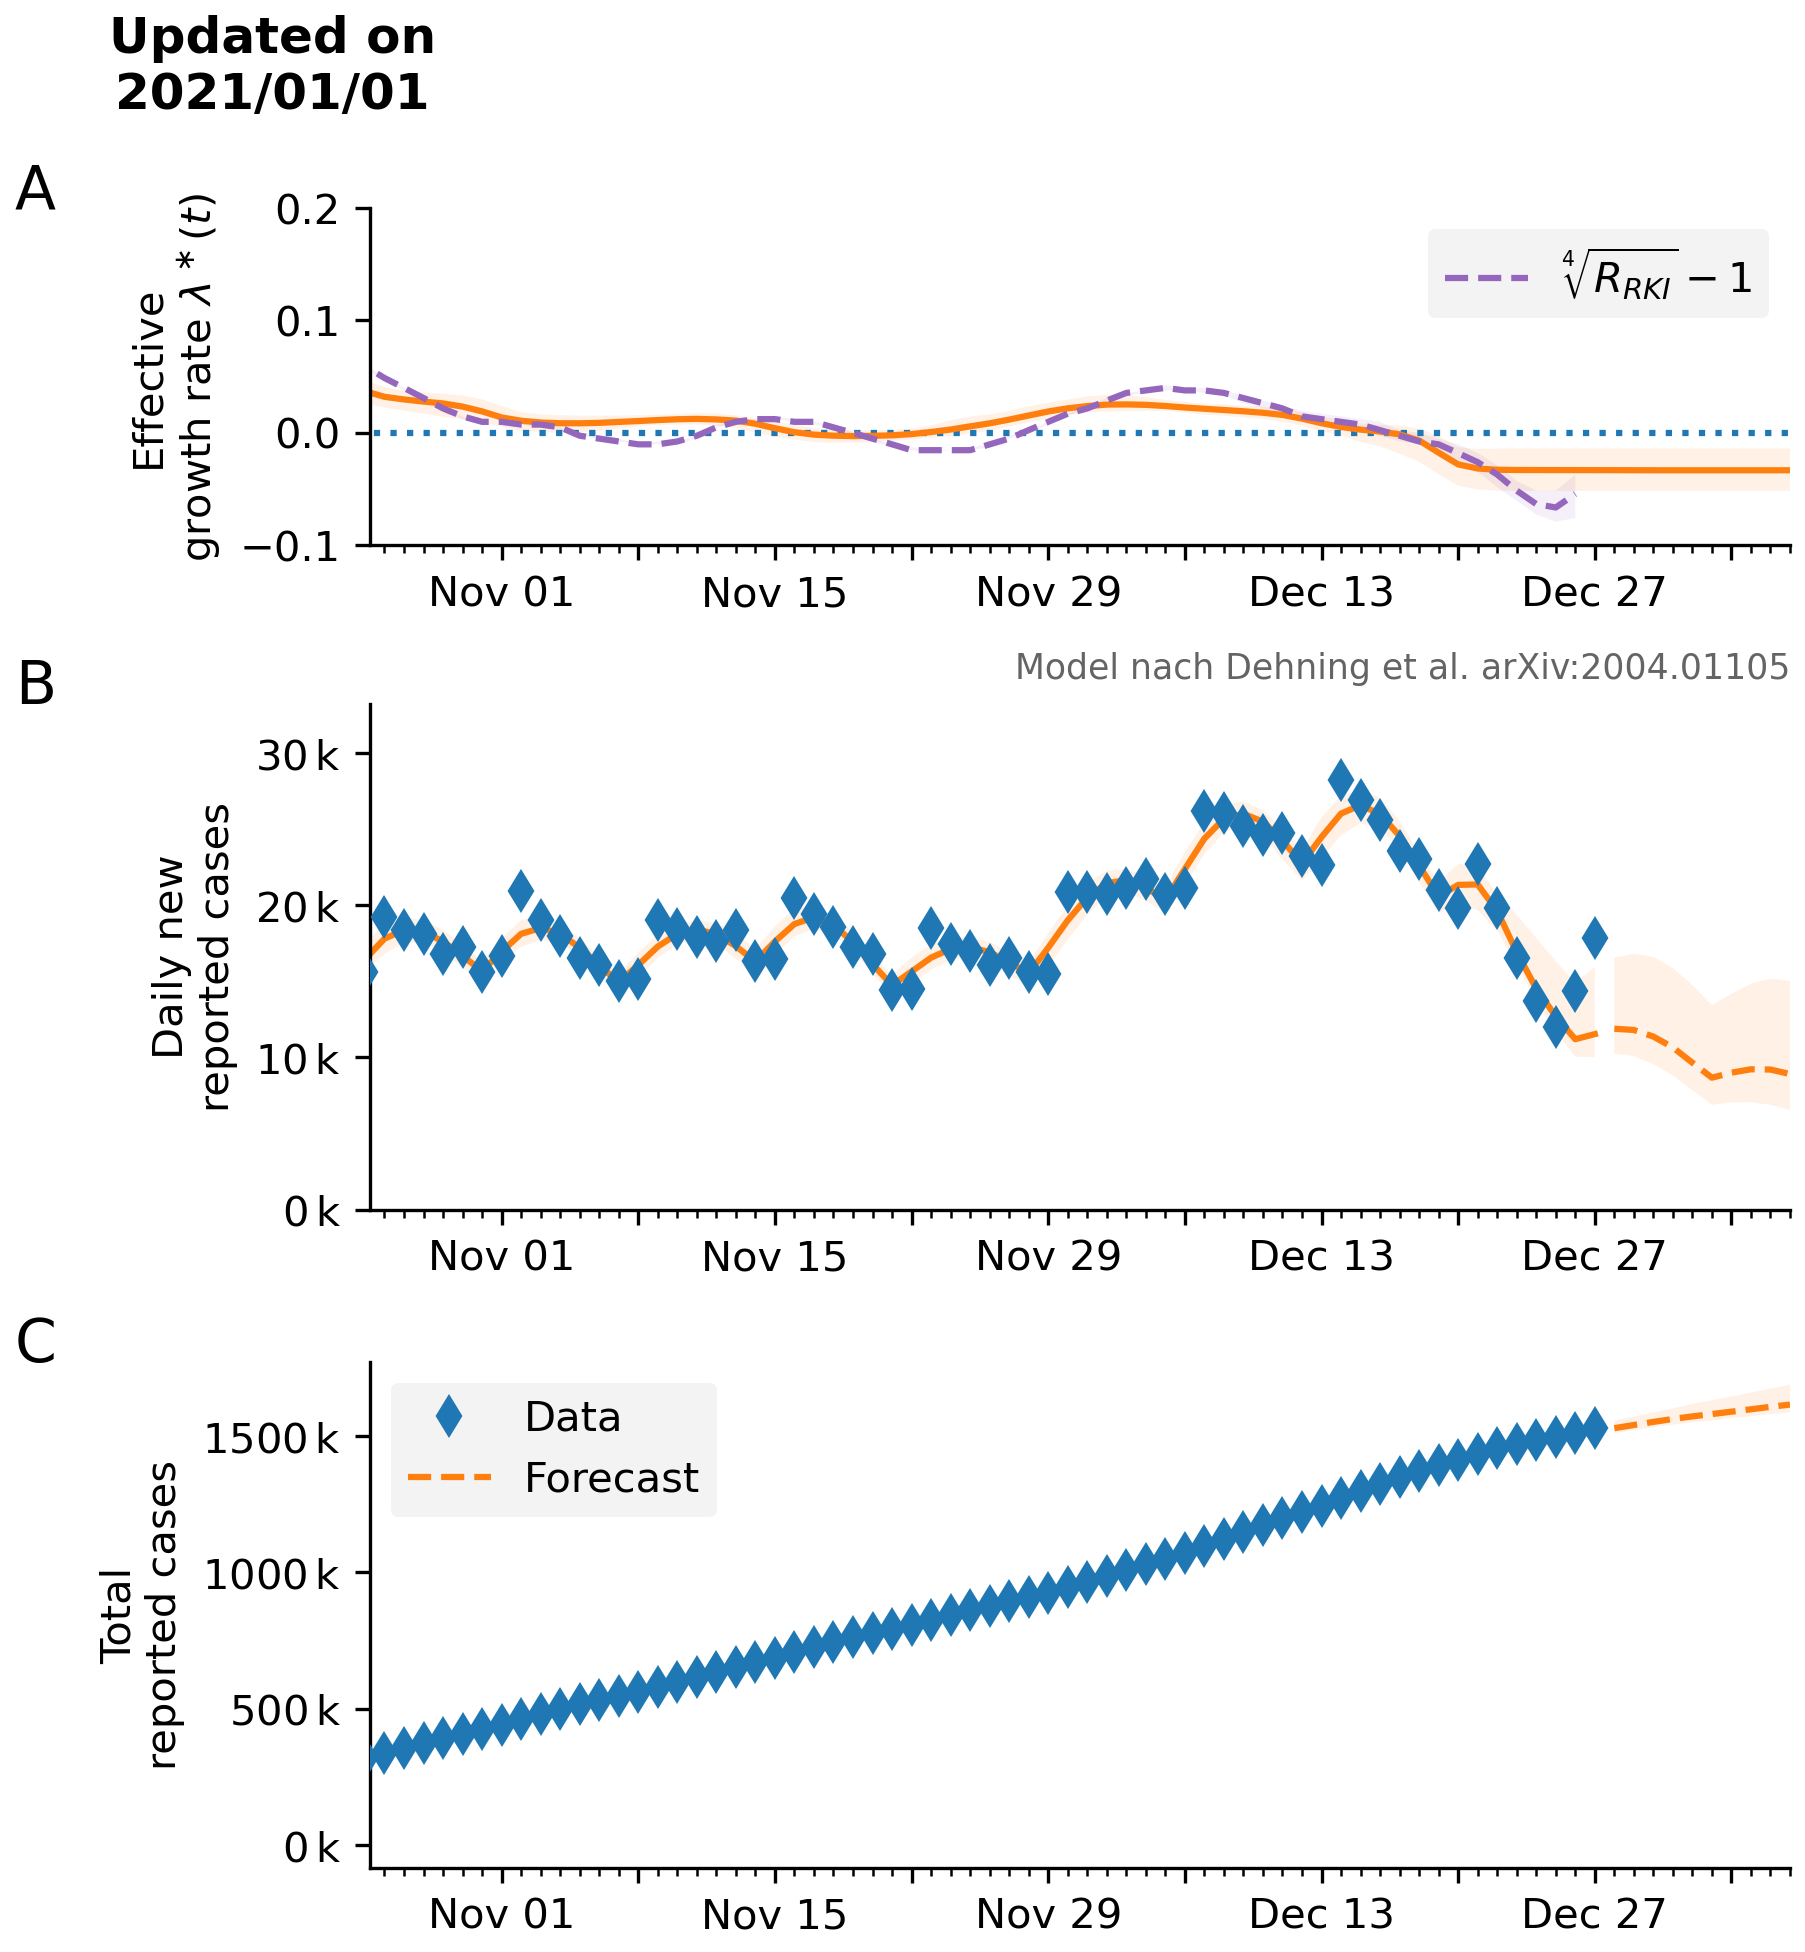 Updated on
2021/01/01
A
Effective
growth rate λ * (t)
0.2
0.1
0.0
−0.1
∜R_RKI − 1
Nov 01 Nov 15 Nov 29 Dec 13 Dec 27
Model nach Dehning et al. arXiv:2004.01105
B
Daily new
reported cases
30 k
20 k
10 k
0 k
Nov 01 Nov 15 Nov 29 Dec 13 Dec 27
C
Total
reported cases
1500 k
1000 k
500 k
0 k
Data
Forecast
Nov 01 Nov 15 Nov 29 Dec 13 Dec 27